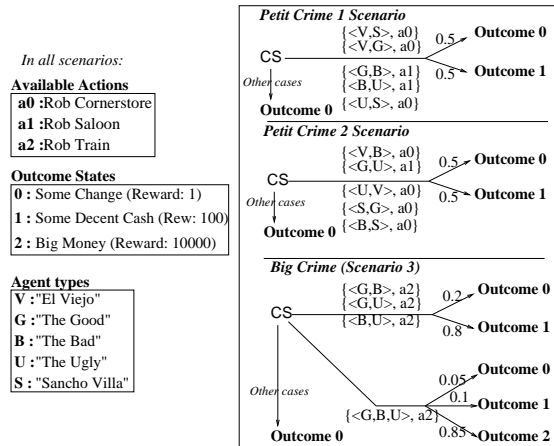 In all scenarios:
Available Actions
a0 :Rob Cornerstore
a1 :Rob Saloon
a2 :Rob Train
Outcome States
0 : Some Change (Reward: 1)
1 : Some Decent Cash (Rew: 100)
2 : Big Money (Reward: 10000)
Agent types
V :"El Viejo"
G :"The Good"
B :"The Bad"
U :"The Ugly"
S :"Sancho Villa"
Petit Crime 1 Scenario
{<V,S>, a0}
{<V,G>, a0}
CS
{<G,B>, a1}
{<B,U>, a1}
{<U,S>, a0}
0.5
Outcome 0
0.5
Outcome 1
Other cases
Outcome 0
Petit Crime 2 Scenario
{<V,B>, a0}
{<G,U>, a1}
CS
{<U,V>, a0}
{<S,G>, a0}
{<B,S>, a0}
0.5
Outcome 0
0.5
Outcome 1
Other cases
Outcome 0
Big Crime (Scenario 3)
{<G,B>, a2}
{<G,U>, a2}
CS
{<B,U>, a2}
0.2
Outcome 0
0.8
Outcome 1
Other cases
Outcome 0
{<G,B,U>, a2}
0.05
Outcome 0
0.1
Outcome 1
0.85
Outcome 2